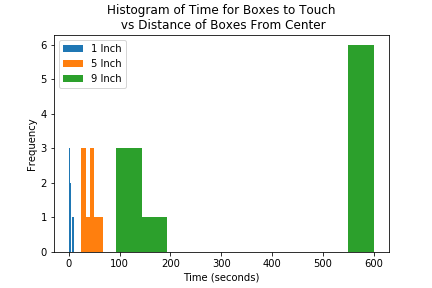 Histogram of Time for Boxes to Touch
vs Distance of Boxes From Center
1 Inch
5 Inch
9 Inch
Frequency
6
5
4
3
2
1
0
0 100 200 300 400 500 600
Time (seconds)